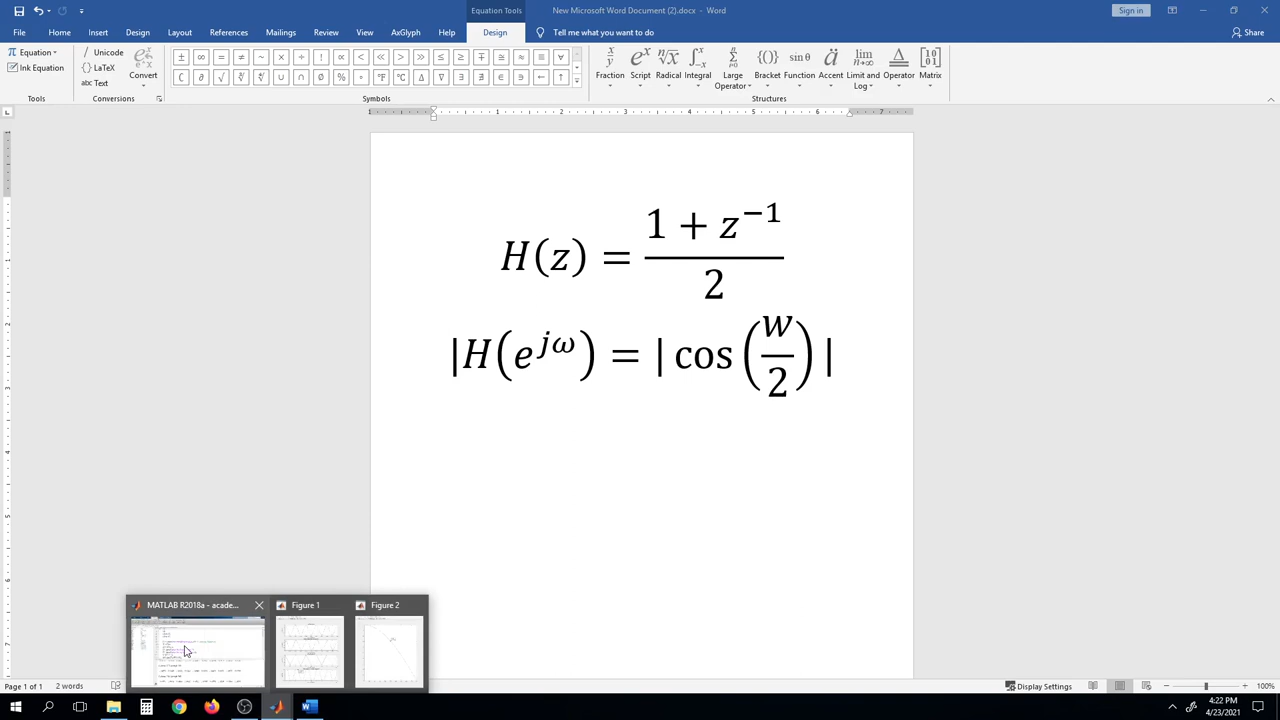 Equation Tools
New Microsoft Word Document (2).docx - Word
Sign in
File Home Insert Draw Design Layout References Mailings Review View AxGlyph Help Design Tell me what you want to do
Share
Equation
Ink Equation
Tools
Unicode
LaTeX
abc Text
Convert
Conversions
± ∞ = ≠ ~ × ÷ ! ∝ < ≪ > ≫ ≤ ≥ ∓ ≅ ≈ ≡ ∀
∁ ∂ √ ∛ ∜ ∪ ∩ ∅ % ° °F °C ∆ ∇ ∃ ∄ ∈ ∋ ← ↑
Symbols
Fraction Script Radical Integral Large Operator Bracket Function Accent Limit and Log Operator Matrix
Structures
H(z) = \frac{1 + z^{−1}}{2}
|H(e^{jω}) = | cos(\frac{w}{2}) |
MATLAB R2018a - acade...
Figure 1
Figure 2
Page 1 of 1 2 words
Display Settings
100%
4:22 PM
4/23/2021